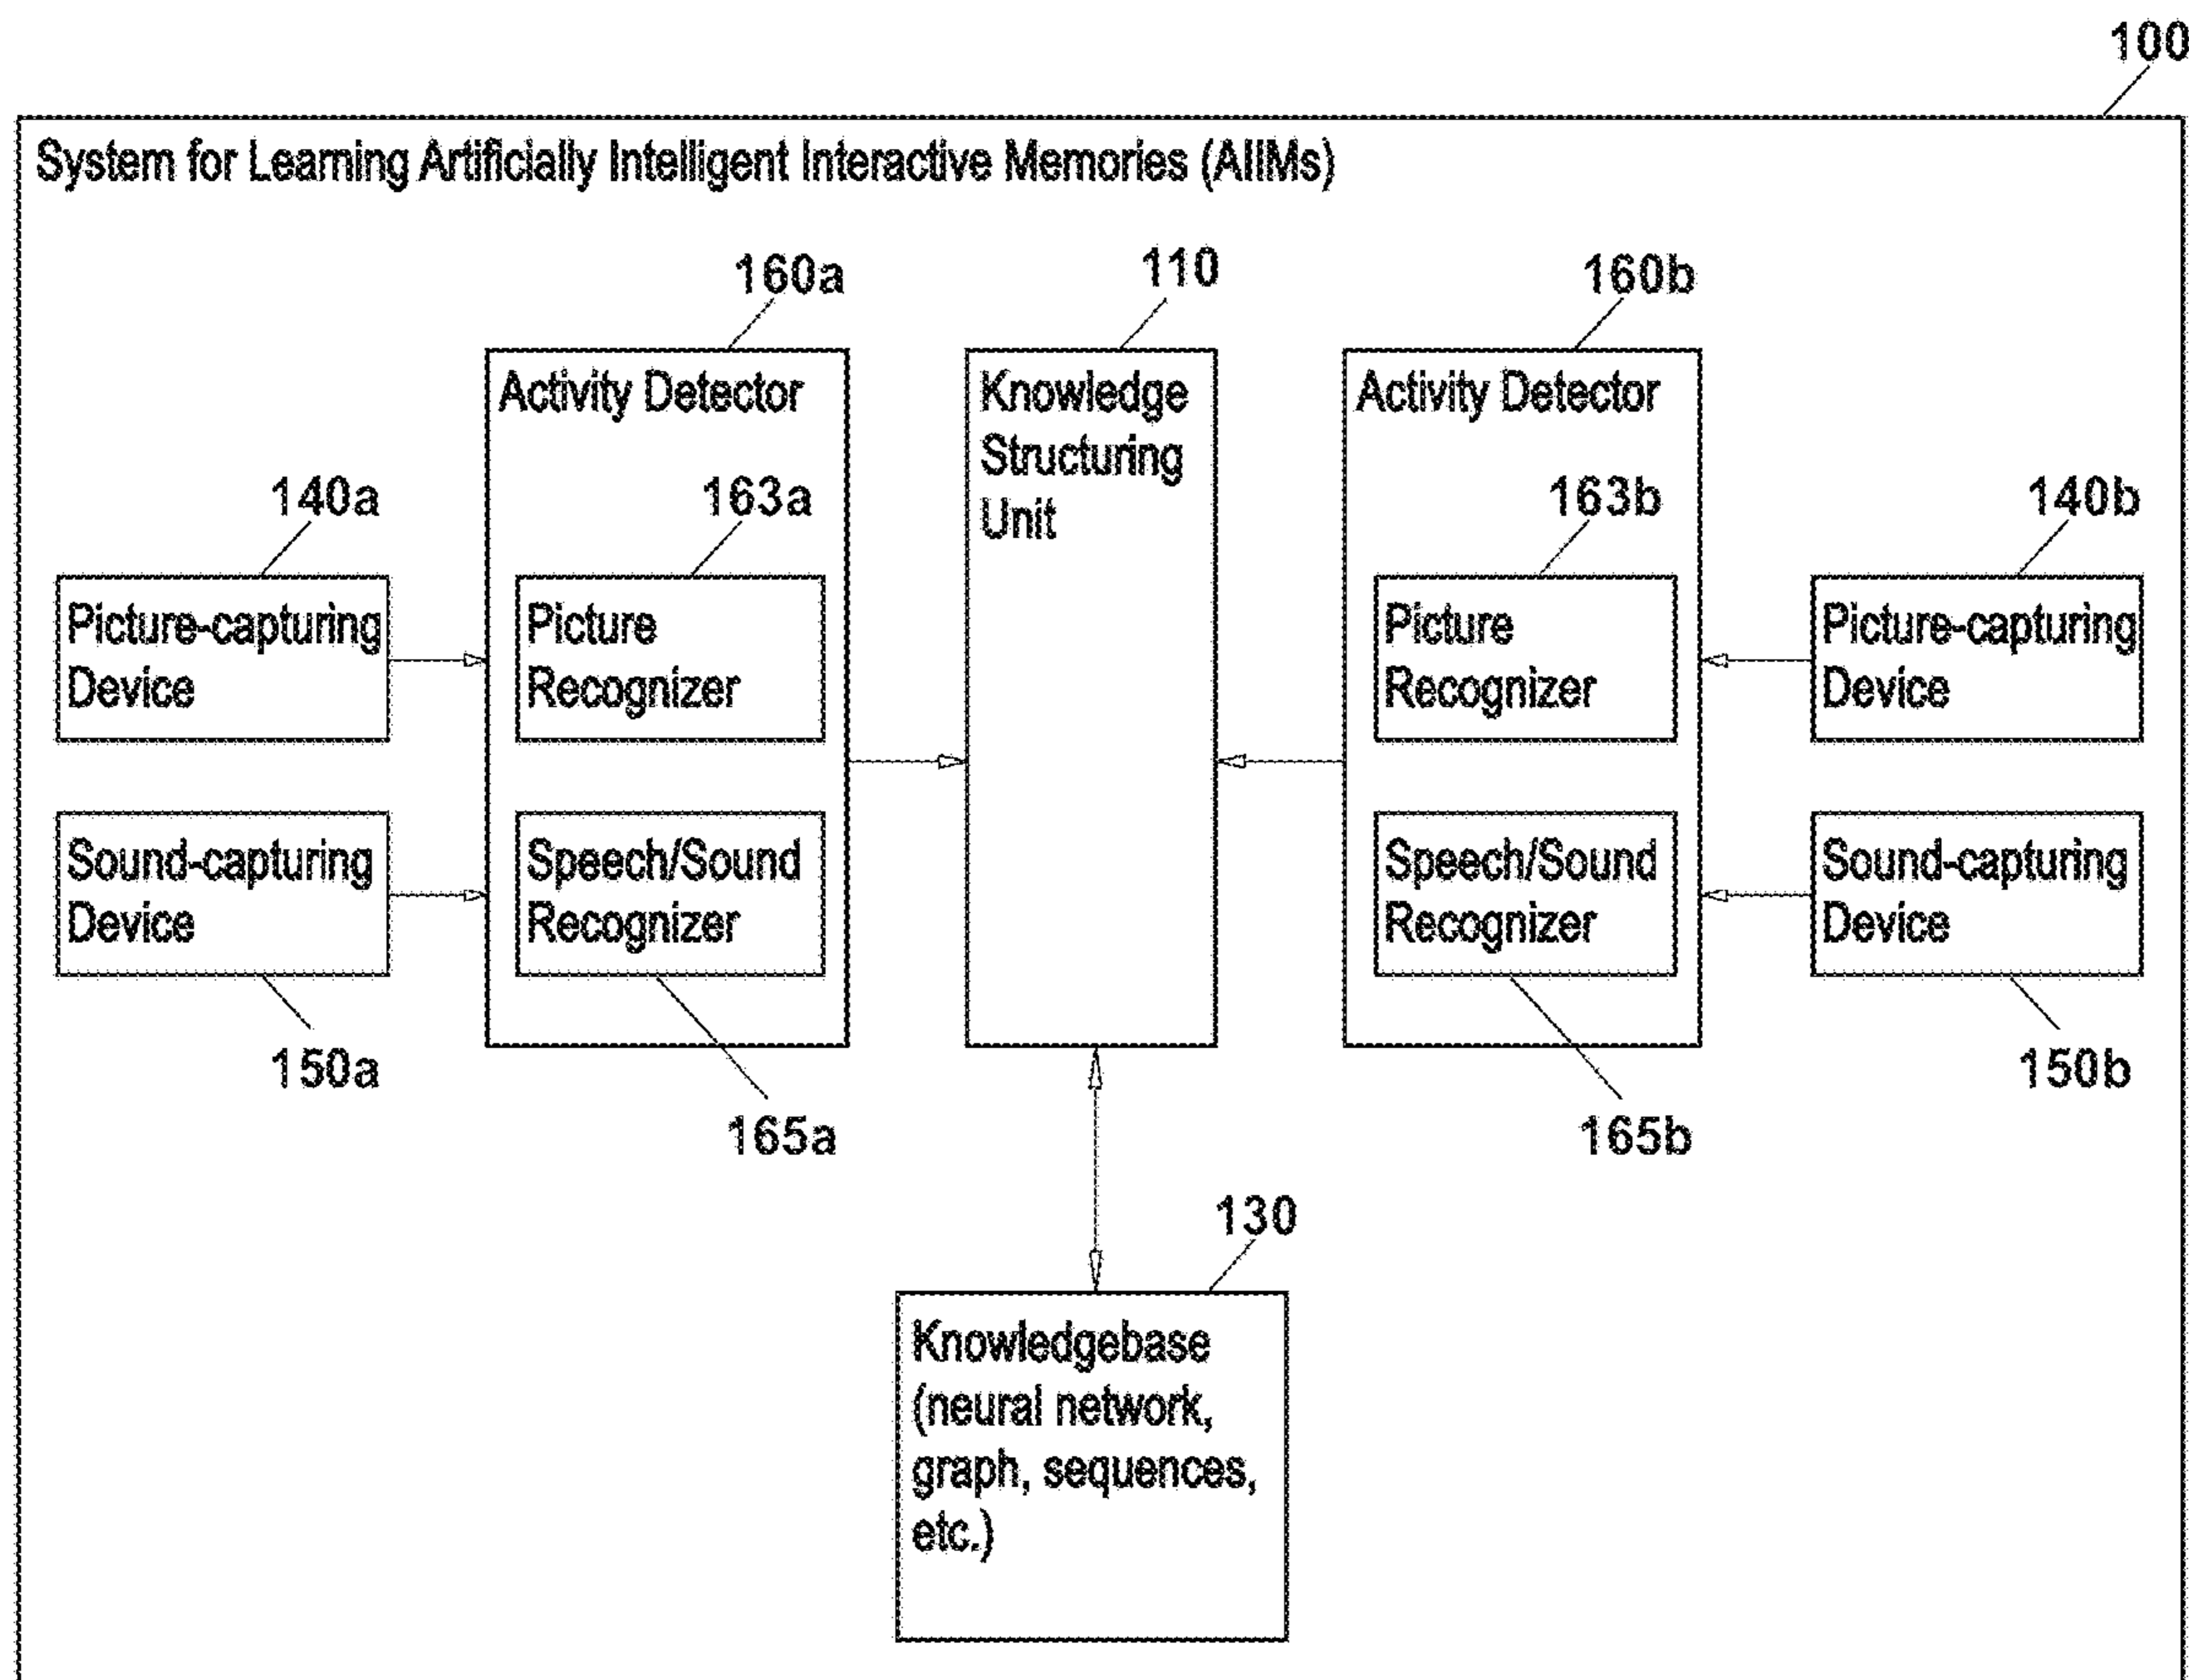 100
System for Learning Artificially Intelligent Interactive Memories (AIIMs)
160a
110
160b
Activity Detector
Knowledge
Structuring
Unit
Activity Detector
140a
163a
163b
140b
Picture-capturing
Device
Picture
Recognizer
Picture
Recognizer
Picture-capturing
Device
Sound-capturing
Device
Speech/Sound
Recognizer
Speech/Sound
Recognizer
Sound-capturing
Device
150a
165a
165b
150b
130
Knowledgebase
(neural network,
graph, sequences,
etc.)